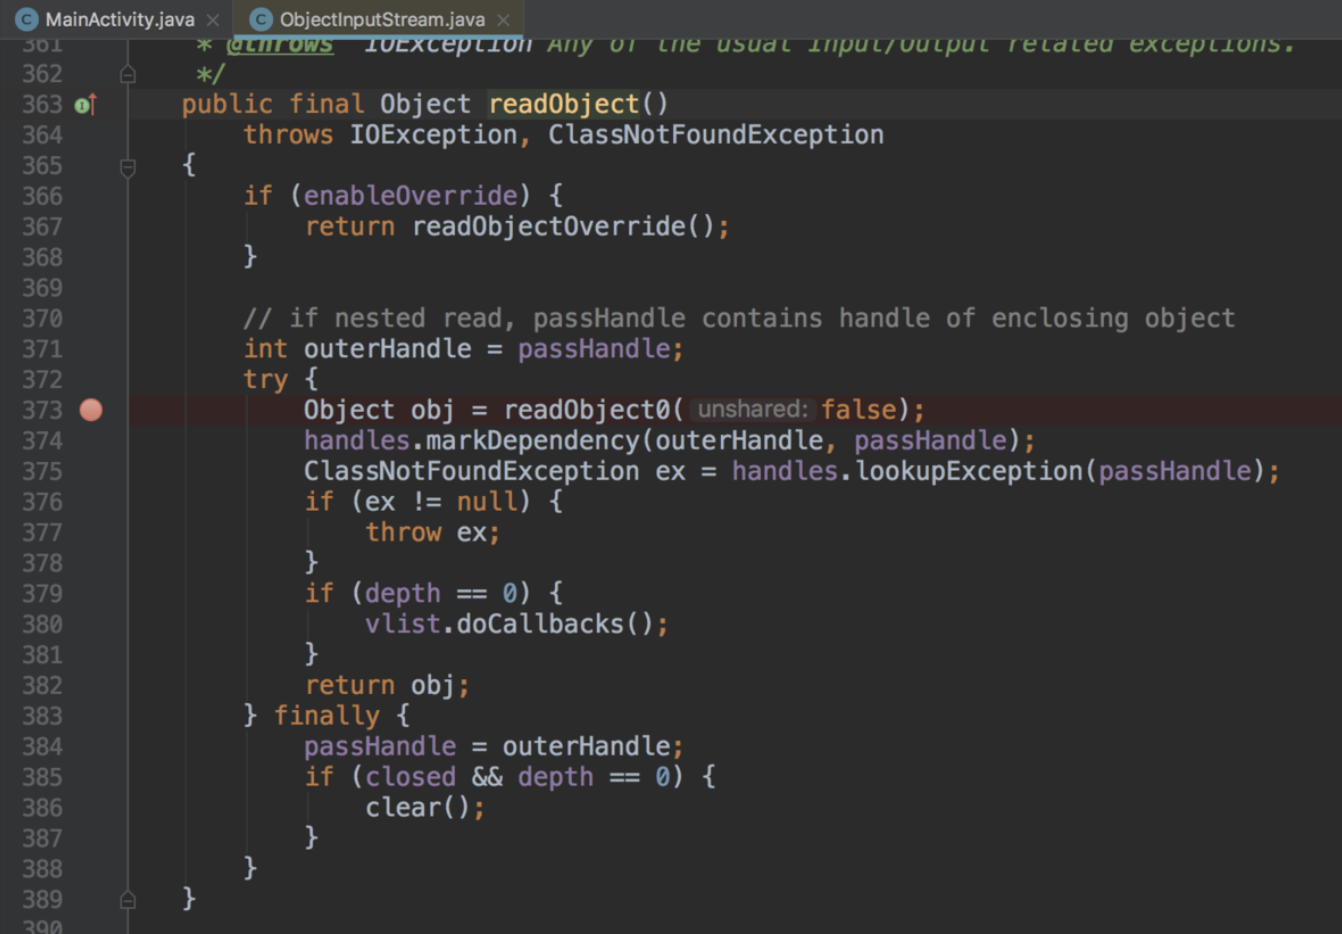 MainActivity.java ObjectInputStream.java
361 * @throws IOException Any of the usual Input/Output related exceptions.
362 */
363 public final Object readObject()
364 throws IOException, ClassNotFoundException
365 {
366 if (enableOverride) {
367 return readObjectOverride();
368 }
369
370 // if nested read, passHandle contains handle of enclosing object
371 int outerHandle = passHandle;
372 try {
373 Object obj = readObject0( unshared: false);
374 handles.markDependency(outerHandle, passHandle);
375 ClassNotFoundException ex = handles.lookupException(passHandle);
376 if (ex != null) {
377 throw ex;
378 }
379 if (depth == 0) {
380 vlist.doCallbacks();
381 }
382 return obj;
383 } finally {
384 passHandle = outerHandle;
385 if (closed && depth == 0) {
386 clear();
387 }
388 }
389 }
390